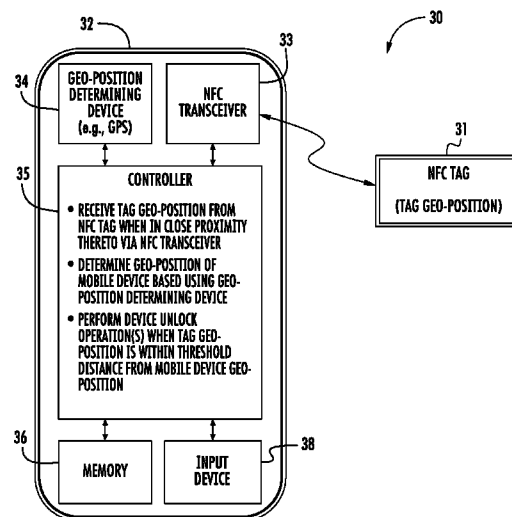 30
32
33
34
GEO-POSITION
DETERMINING
DEVICE
(e.g., GPS)
NFC
TRANSCEIVER
31
NFC TAG
(TAG GEO-POSITION)
35
CONTROLLER
• RECEIVE TAG GEO-POSITION FROM
NFC TAG WHEN IN CLOSE PROXIMITY
THERETO VIA NFC TRANSCEIVER
• DETERMINE GEO-POSITION OF
MOBILE DEVICE BASED USING GEO-
POSITION DETERMINING DEVICE
• PERFORM DEVICE UNLOCK
OPERATION(S) WHEN TAG GEO-
POSITION IS WITHIN THRESHOLD
DISTANCE FROM MOBILE DEVICE GEO-
POSITION
36
MEMORY
INPUT
DEVICE
38